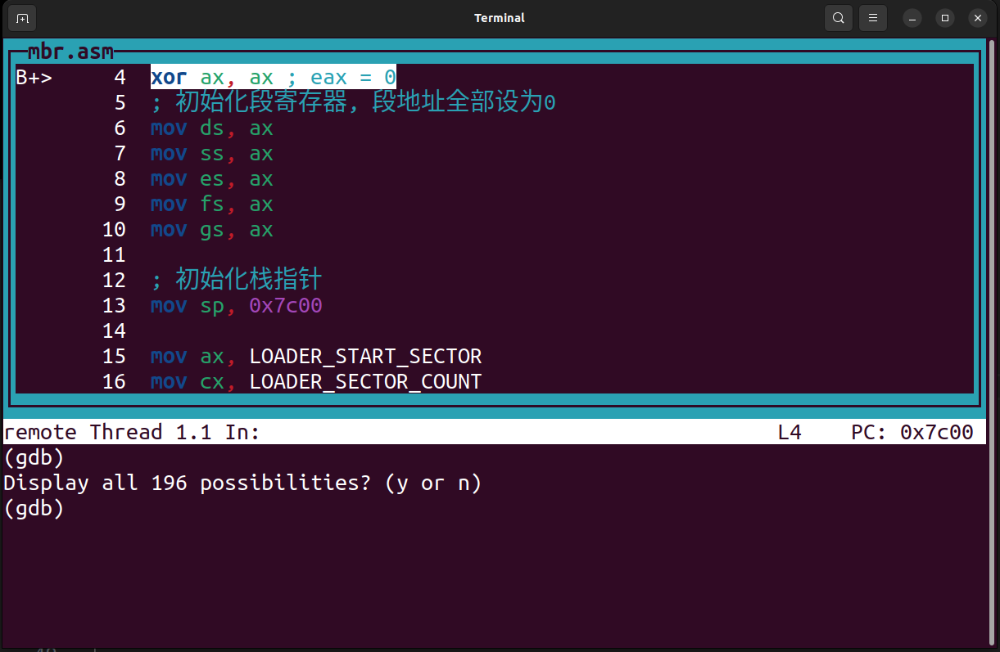 Terminal
mbr.asm
B+> 4 xor ax, ax ; eax = 0
5 ; 初始化段寄存器, 段地址全部设为0
6 mov ds, ax
7 mov ss, ax
8 mov es, ax
9 mov fs, ax
10 mov gs, ax
11
12 ; 初始化栈指针
13 mov sp, 0x7c00
14
15 mov ax, LOADER_START_SECTOR
16 mov cx, LOADER_SECTOR_COUNT
remote Thread 1.1 In: L4 PC: 0x7c00
(gdb)
Display all 196 possibilities? (y or n)
(gdb)